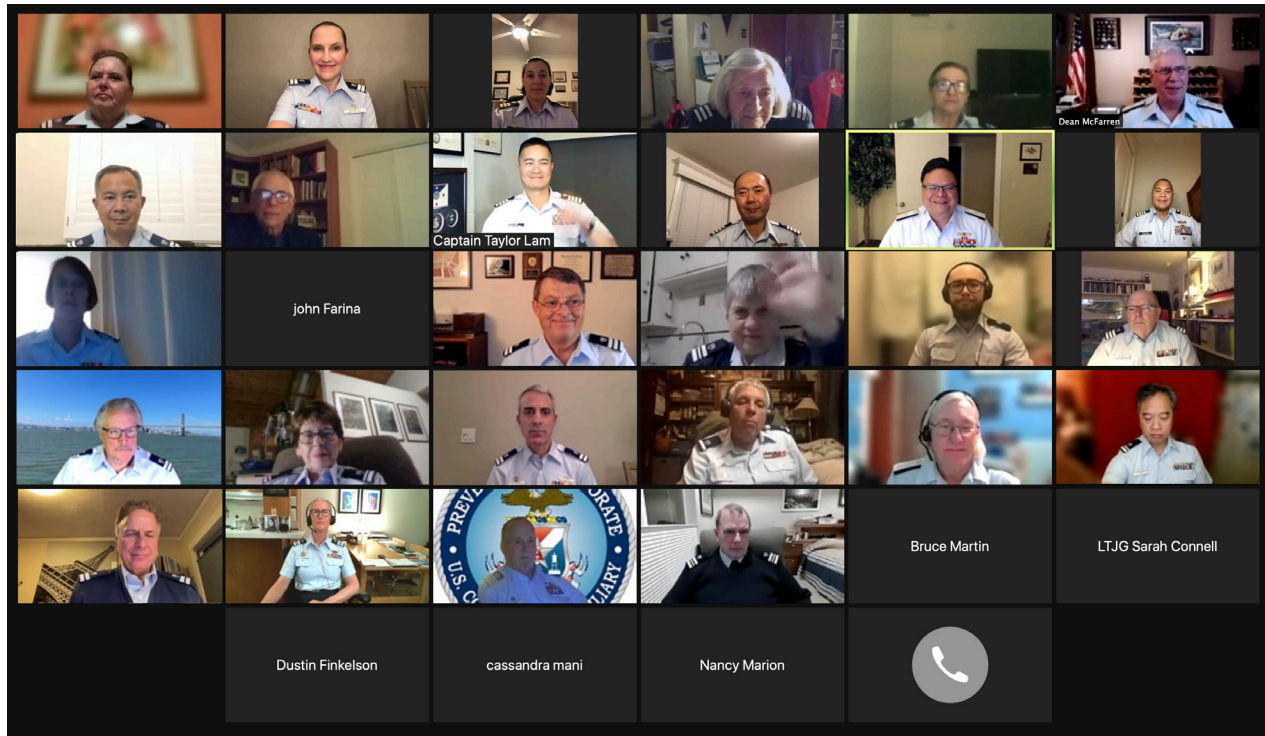 Dean McFarren
Captain Taylor Lam
john Farina
PREVE
ORATE
U.S. C
ILIARY
Bruce Martin
LTJG Sarah Connell
Dustin Finkelson
cassandra mani
Nancy Marion